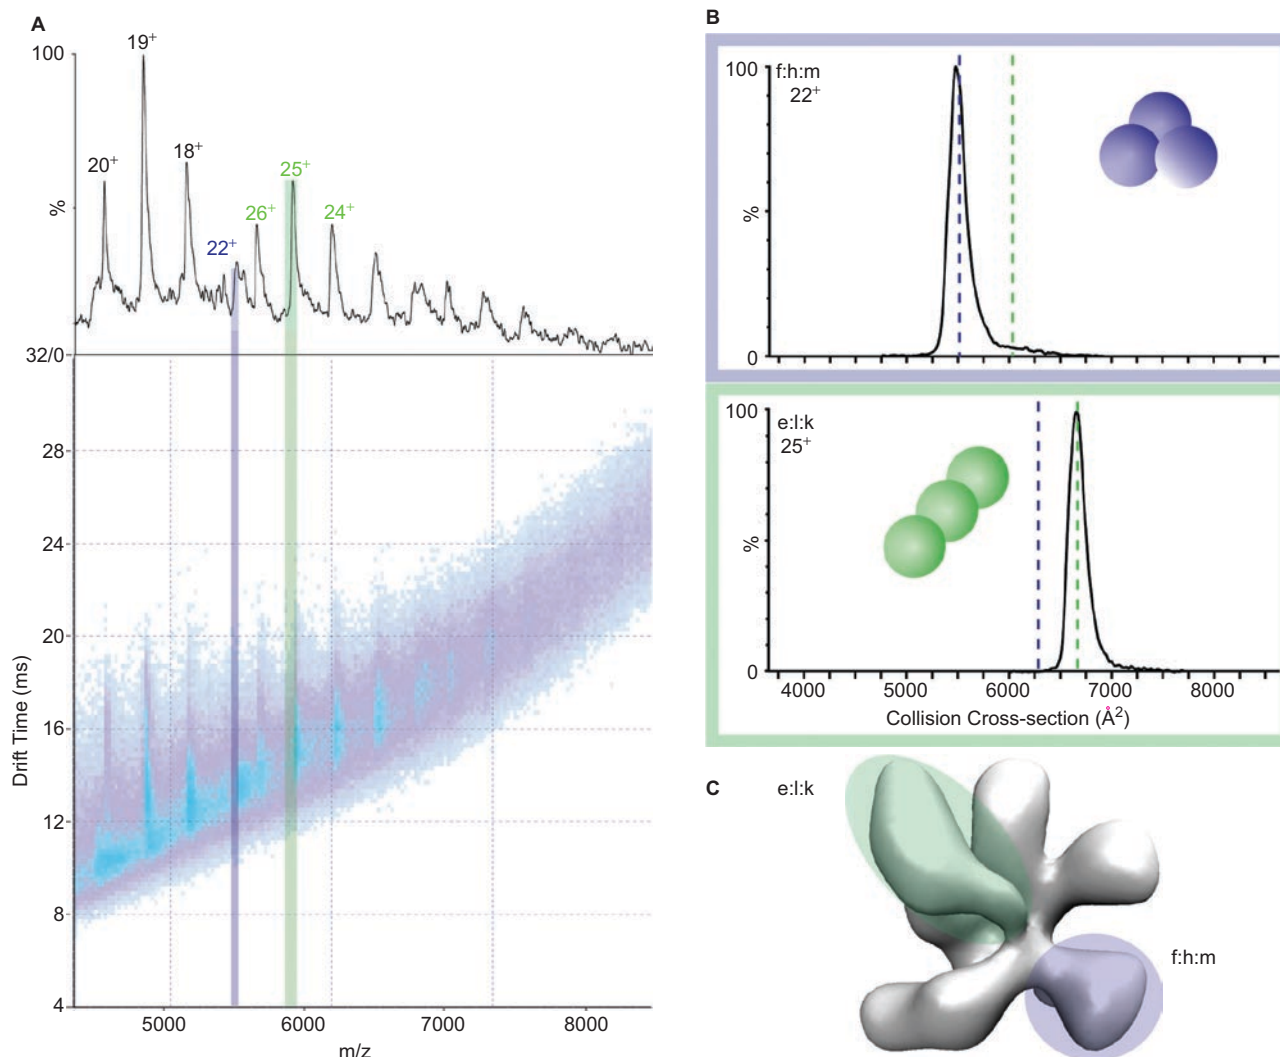 A
100
%
20+
19+
18+
22+
26+
25+
24+
32/0
28
24
20
16
12
8
4
Drift Time (ms)
5000 6000 7000 8000
m/z
B
100
%
0
f:h:m
22+
100
%
0
e:l:k
25+
4000 5000 6000 7000 8000
Collision Cross-section (Å2)
C
e:l:k
f:h:m